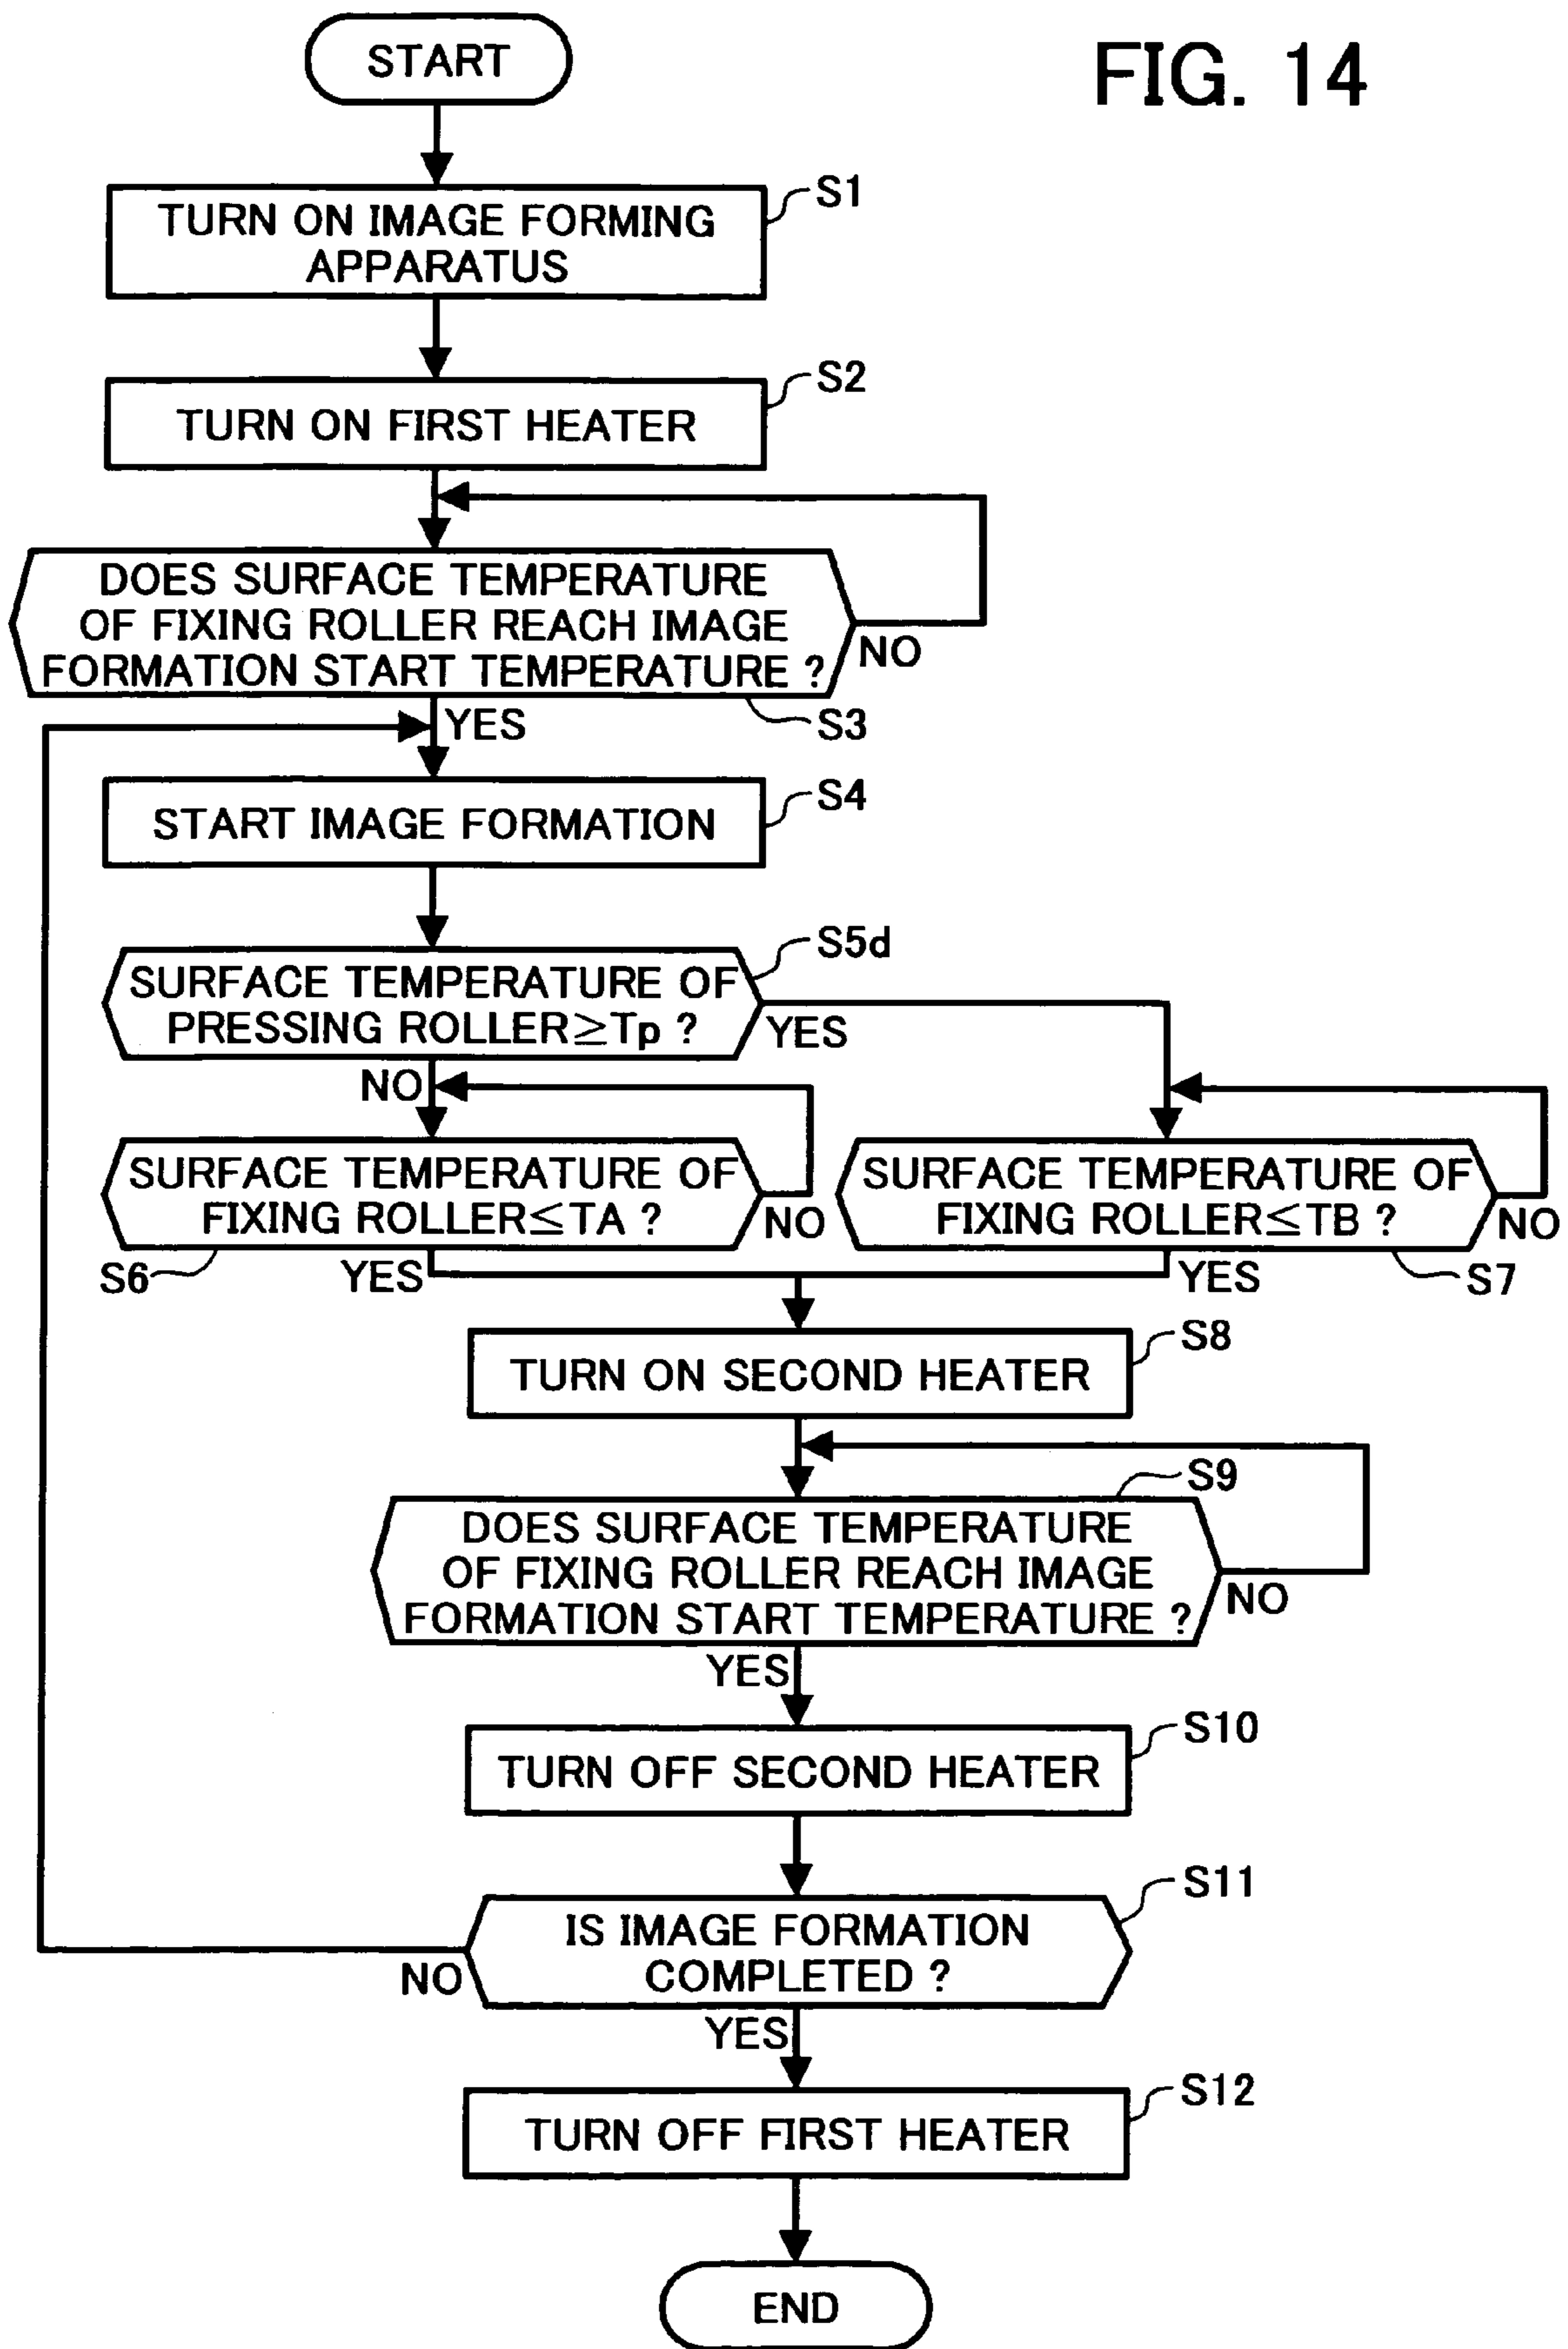 START
FIG. 14
S1
TURN ON IMAGE FORMING
APPARATUS
S2
TURN ON FIRST HEATER
DOES SURFACE TEMPERATURE
OF FIXING ROLLER REACH IMAGE
FORMATION START TEMPERATURE ?
NO
YES
S3
S4
START IMAGE FORMATION
S5d
SURFACE TEMPERATURE OF
PRESSING ROLLER≧Tp ?
YES
NO
SURFACE TEMPERATURE OF
FIXING ROLLER≦TA ?
NO
S6
YES
SURFACE TEMPERATURE OF
FIXING ROLLER≦TB ?
NO
YES
S7
S8
TURN ON SECOND HEATER
S9
DOES SURFACE TEMPERATURE
OF FIXING ROLLER REACH IMAGE
FORMATION START TEMPERATURE ?
NO
YES
S10
TURN OFF SECOND HEATER
S11
IS IMAGE FORMATION
COMPLETED ?
NO
YES
S12
TURN OFF FIRST HEATER
END